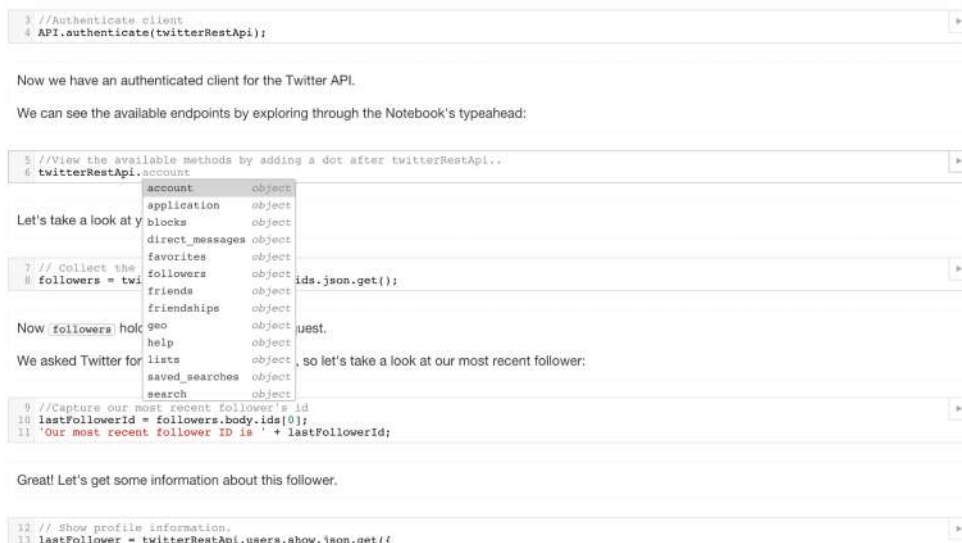 3 //Authenticate client
4 API.authenticate(twitterRestApi);
Now we have an authenticated client for the Twitter API.
We can see the available endpoints by exploring through the Notebook's typeahead:
5 //View the available methods by adding a dot after twitterRestApi..
6 twitterRestApi.account
account object
application object
blocks object
direct_messages object
favorites object
followers object
friends object
friendships object
geo object
help object
lists object
saved_searches object
search object
Let's take a look at y
7 // Collect the
8 followers = twi ids.json.get();
Now followers hold uest.
We asked Twitter for , so let's take a look at our most recent follower:
9 //Capture our most recent follower's id
10 lastFollowerId = followers.body.ids[0];
11 'Our most recent follower ID is ' + lastFollowerId;
Great! Let's get some information about this follower.
12 // Show profile information.
13 lastFollower = twitterRestApi.users.show.json.get({